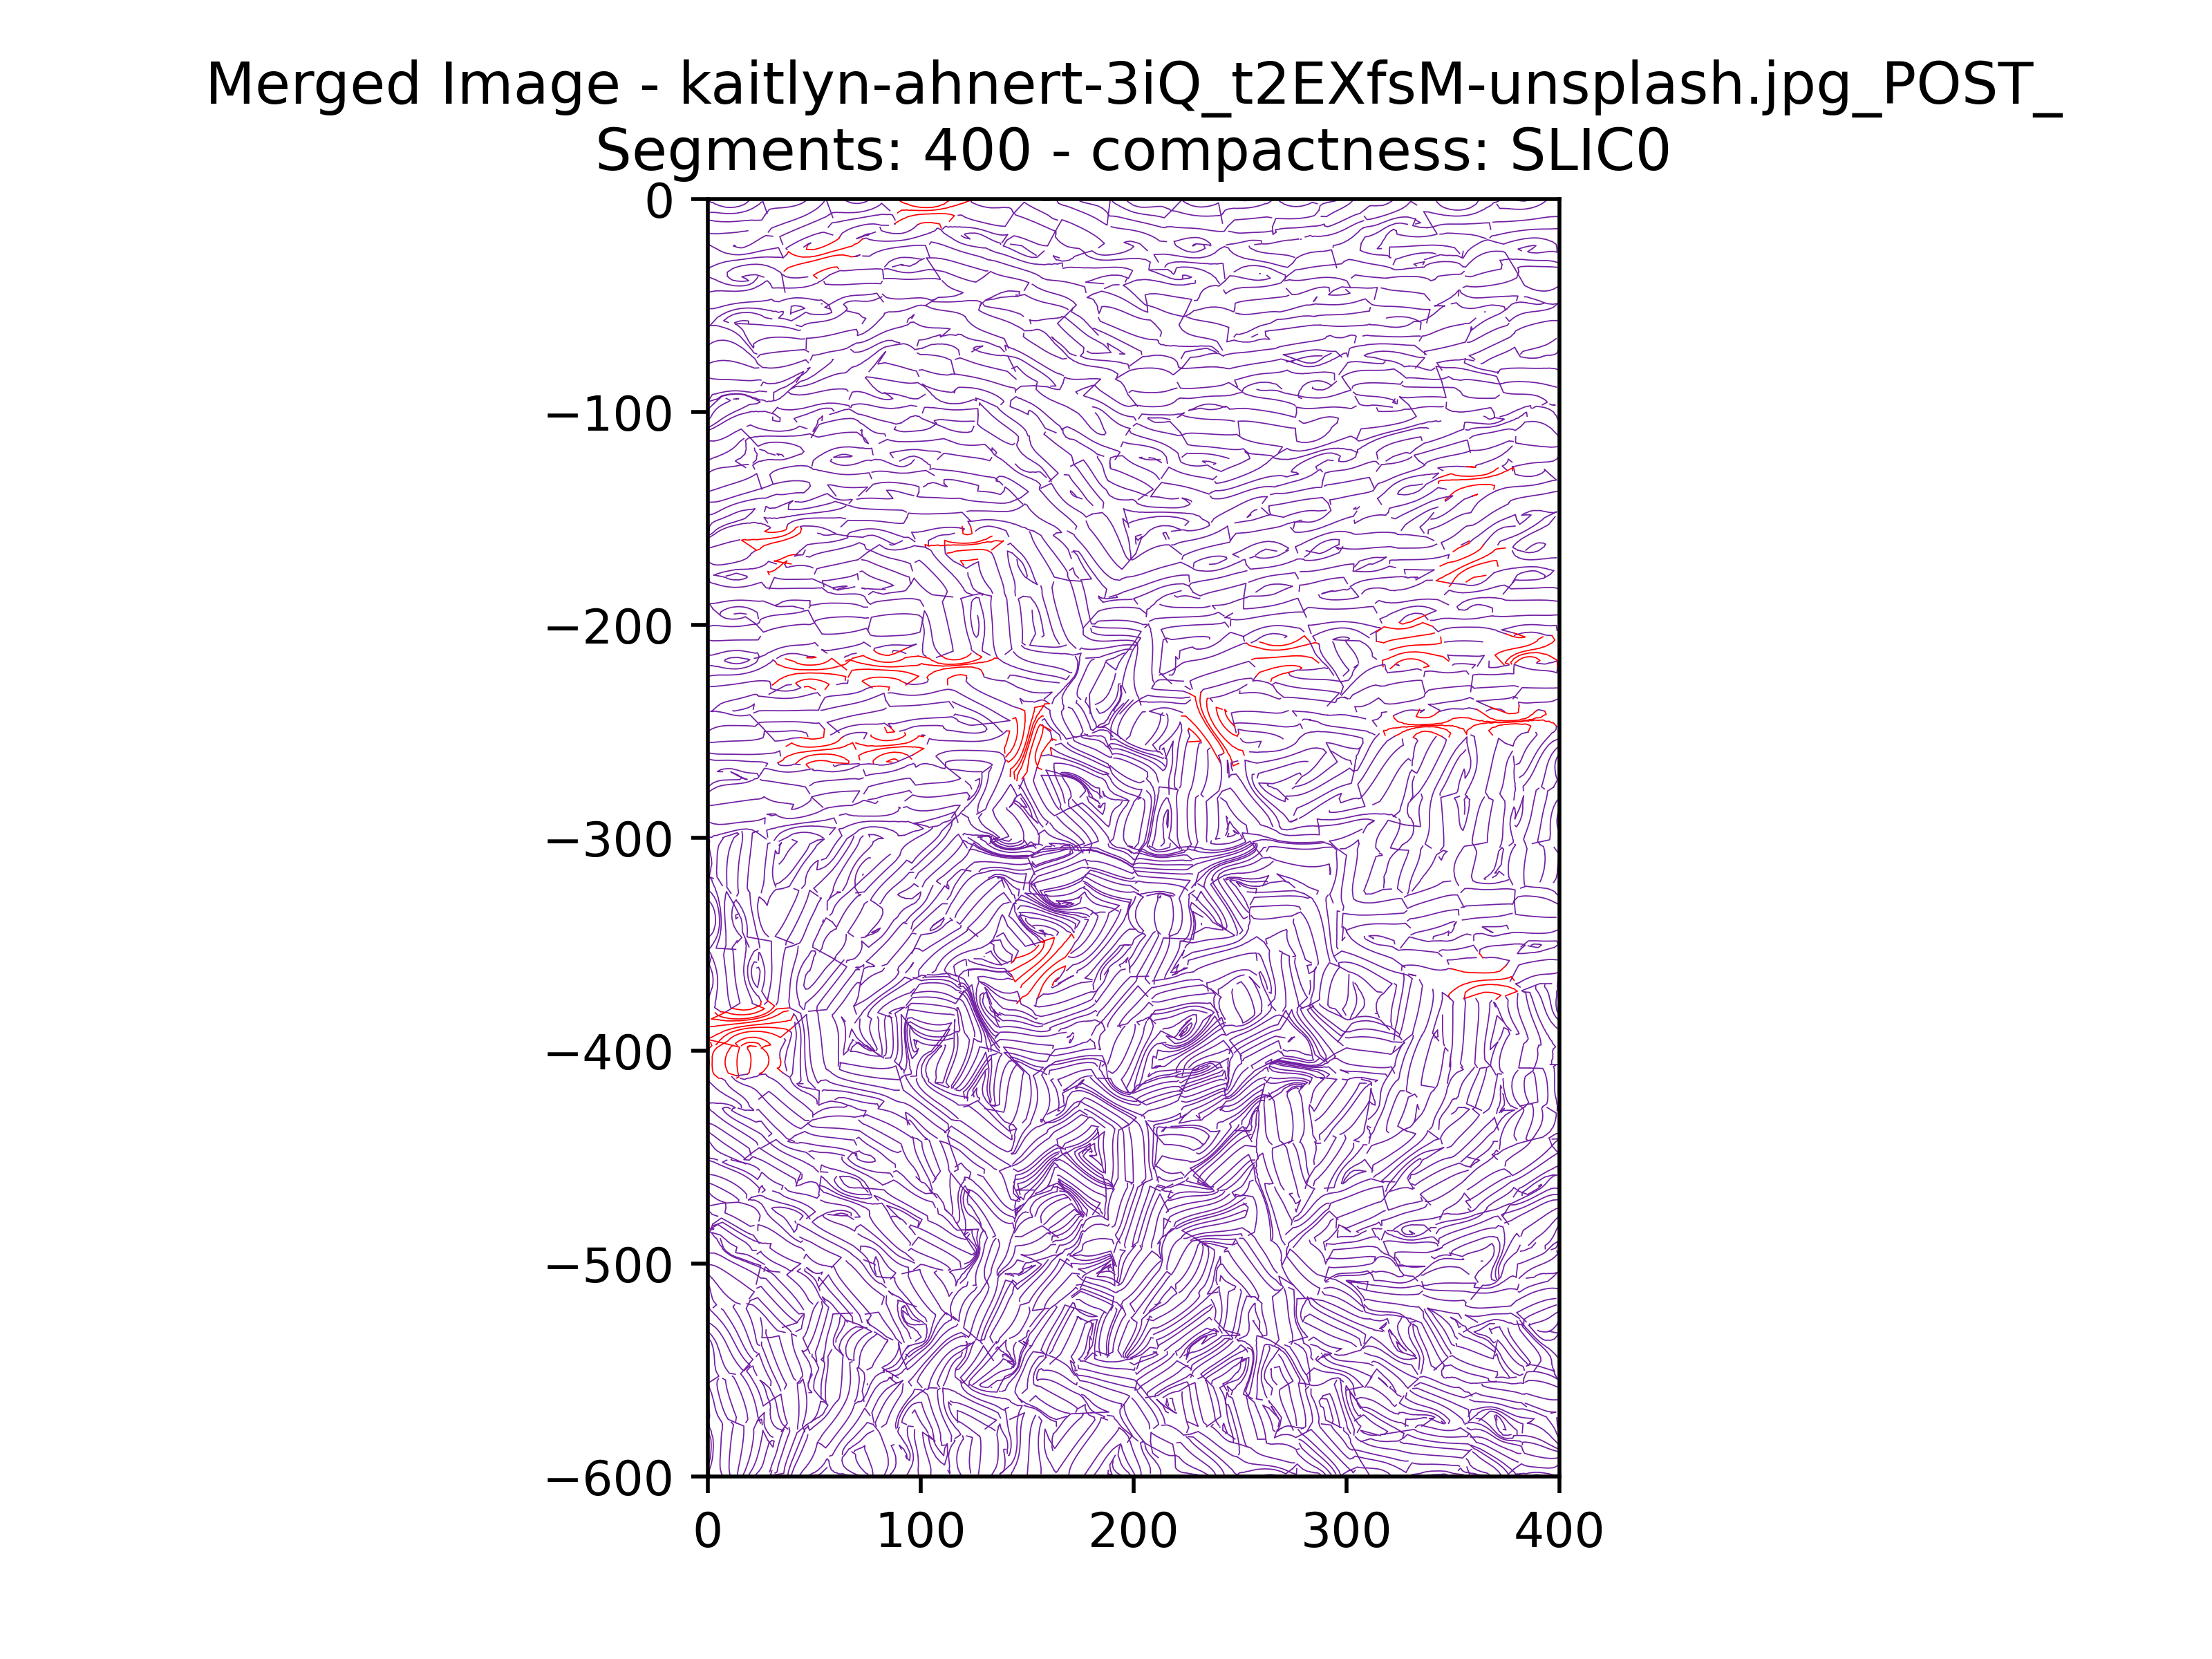 Merged Image - kaitlyn-ahnert-3iQ_t2EXfsM-unsplash.jpg_POST_
Segments: 400 - compactness: SLIC0
0
−100
−200
−300
−400
−500
−600
0 100 200 300 400